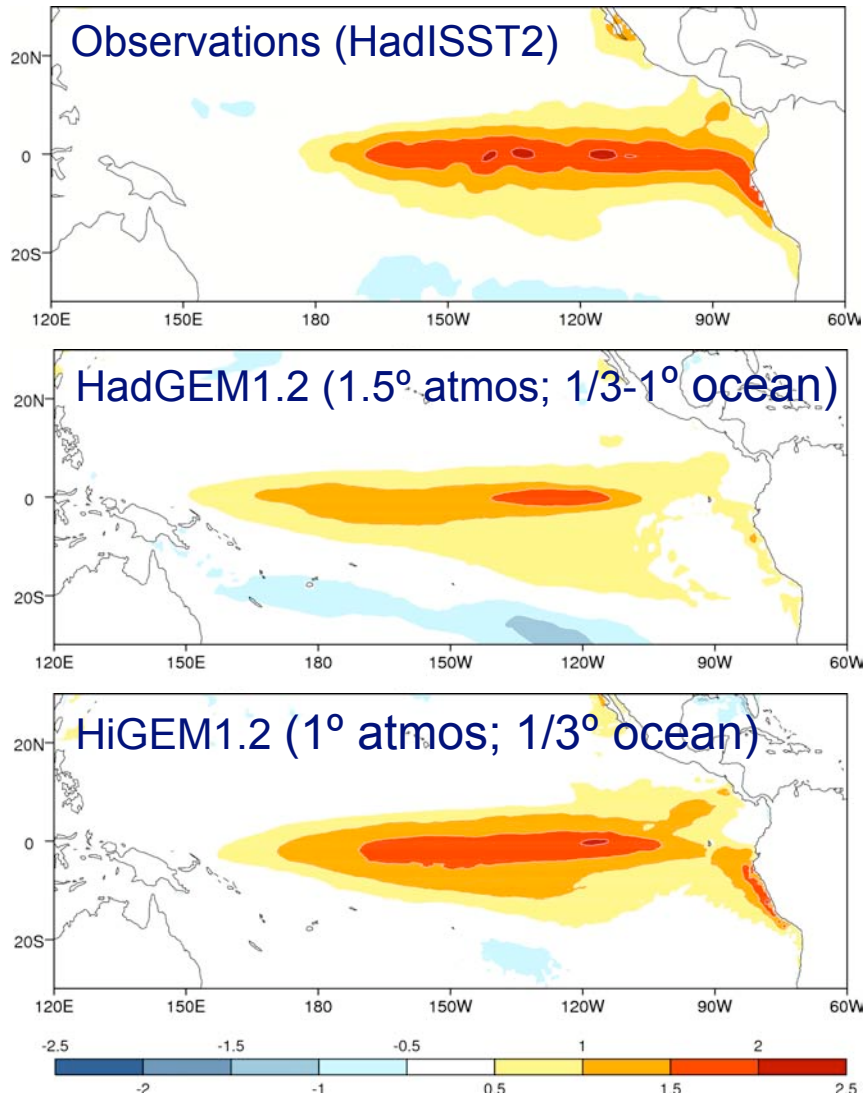 Observations (HadISST2)
20N
0
20S
120E 150E 180 150W 120W 90W 60W
HadGEM1.2 (1.5º atmos; 1/3-1º ocean)
20N
0
20S
120E 150E 180 150W 120W 90W 60W
HiGEM1.2 (1º atmos; 1/3º ocean)
20N
0
20S
120E 150E 180 150W 120W 90W 60W
-2.5 -1.5 -0.5 1 2
-2 -1 0.5 1.5 2.5